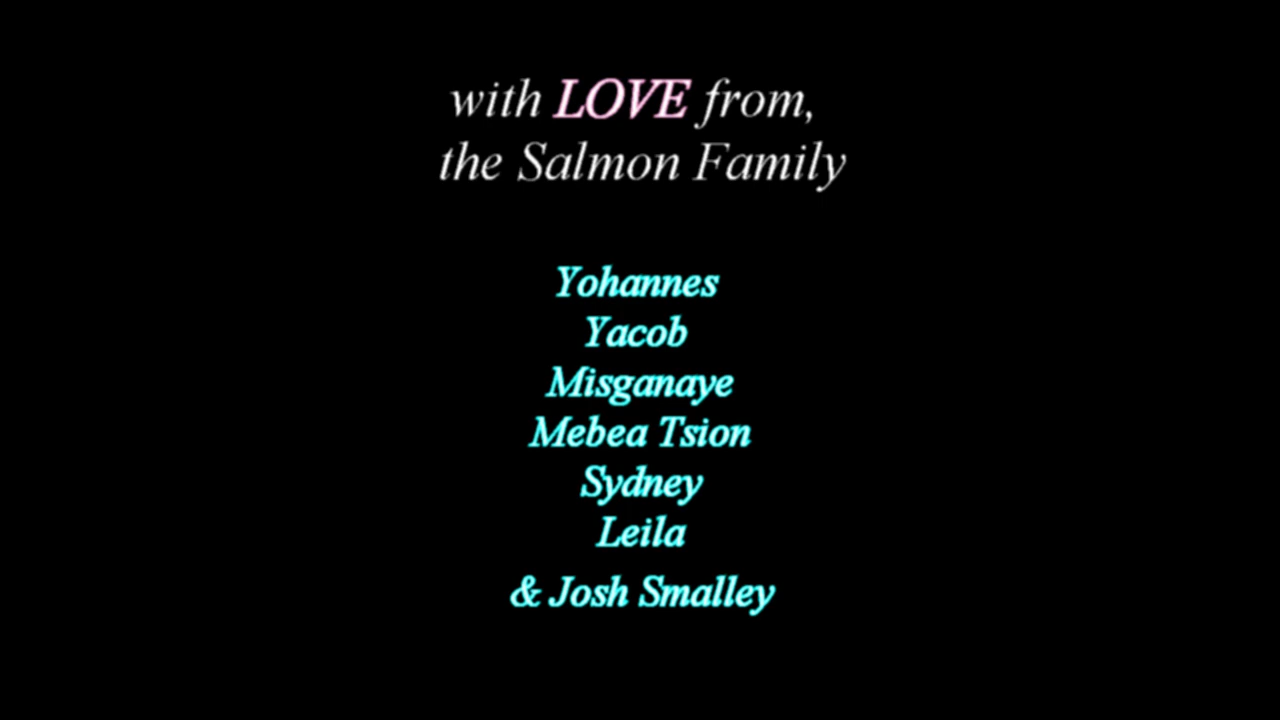 with LOVE from,
the Salmon Family
Yohannes
Yacob
Misganaye
Mebea Tsion
Sydney
Leila
& Josh Smalley